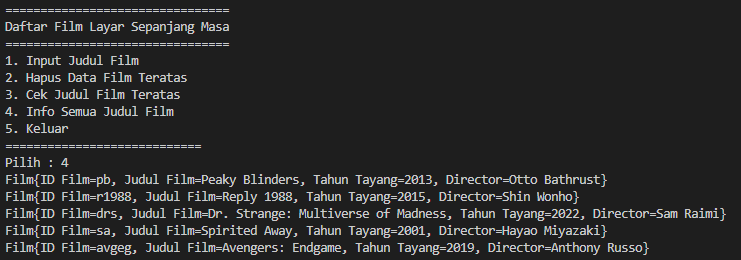 ================================
Daftar Film Layar Sepanjang Masa
================================
1. Input Judul Film
2. Hapus Data Film Teratas
3. Cek Judul Film Teratas
4. Info Semua Judul Film
5. Keluar
============================
Pilih : 4
Film{ID Film=pb, Judul Film=Peaky Blinders, Tahun Tayang=2013, Director=Otto Bathrust}
Film{ID Film=r1988, Judul Film=Reply 1988, Tahun Tayang=2015, Director=Shin Wonho}
Film{ID Film=drs, Judul Film=Dr. Strange: Multiverse of Madness, Tahun Tayang=2022, Director=Sam Raimi}
Film{ID Film=sa, Judul Film=Spirited Away, Tahun Tayang=2001, Director=Hayao Miyazaki}
Film{ID Film=avgeg, Judul Film=Avengers: Endgame, Tahun Tayang=2019, Director=Anthony Russo}